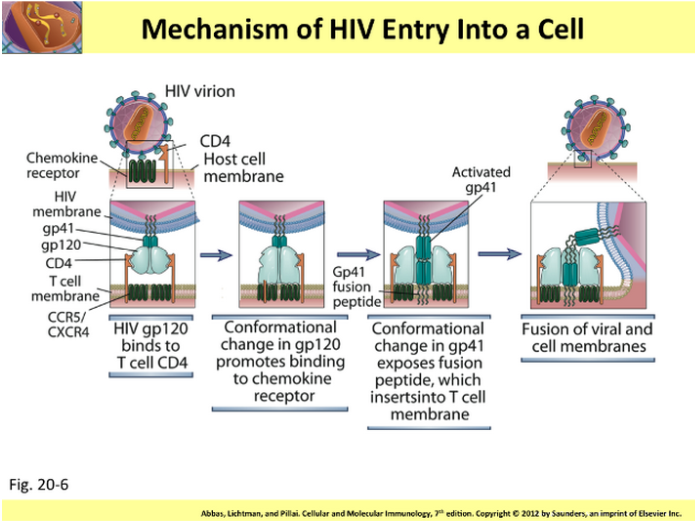 Mechanism of HIV Entry Into a Cell
HIV virion
CD4
Chemokine
receptor
Host cell
membrane
HIV
membrane
gp41
gp120
CD4
T cell
membrane
CCR5/
CXCR4
Activated
gp41
Gp41
fusion
peptide
HIV gp120
binds to
T cell CD4
Conformational
change in gp120
promotes binding
to chemokine
receptor
Conformational
change in gp41
exposes fusion
peptide, which
insertsinto T cell
membrane
Fusion of viral and
cell membranes
Fig. 20-6
Abbas, Lichtman, and Pillai. Cellular and Molecular Immunology, 7th edition. Copyright © 2012 by Saunders, an imprint of Elsevier Inc.